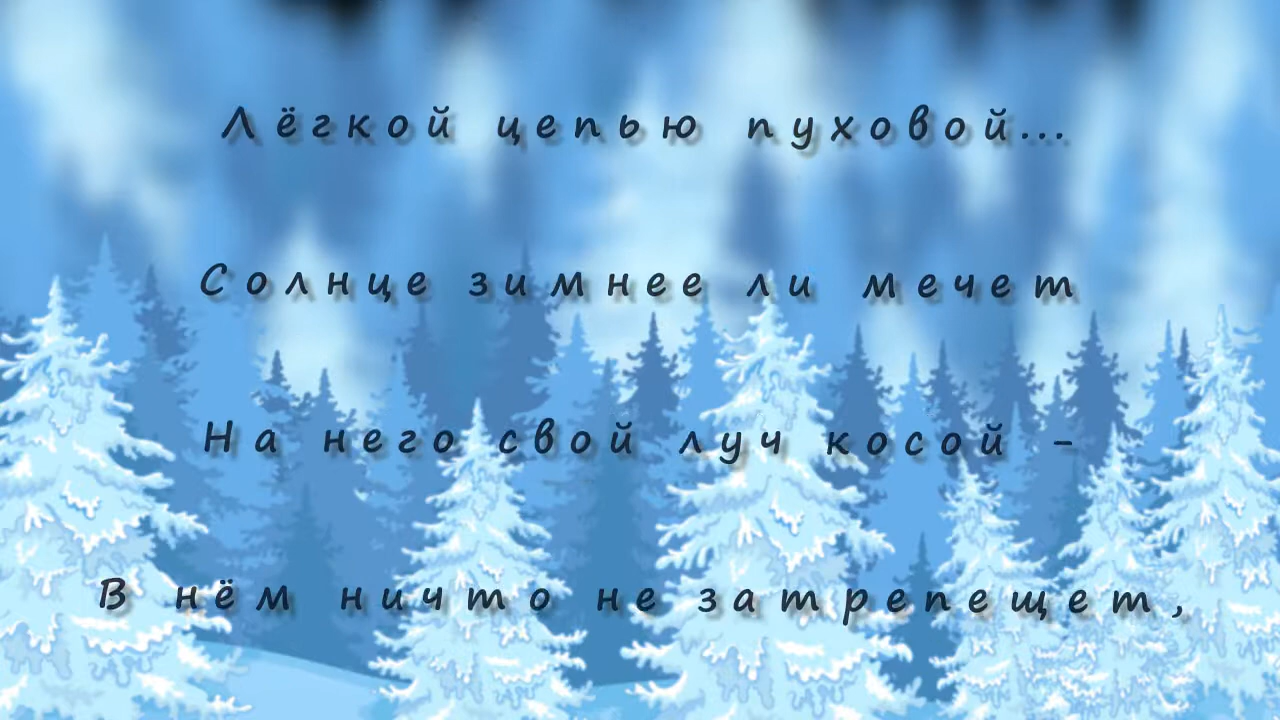 Лёгкой цепью пуховой...
Солнце зимнее ли мечет
На него свой луч косой -
В нём ничто не затрепещет,